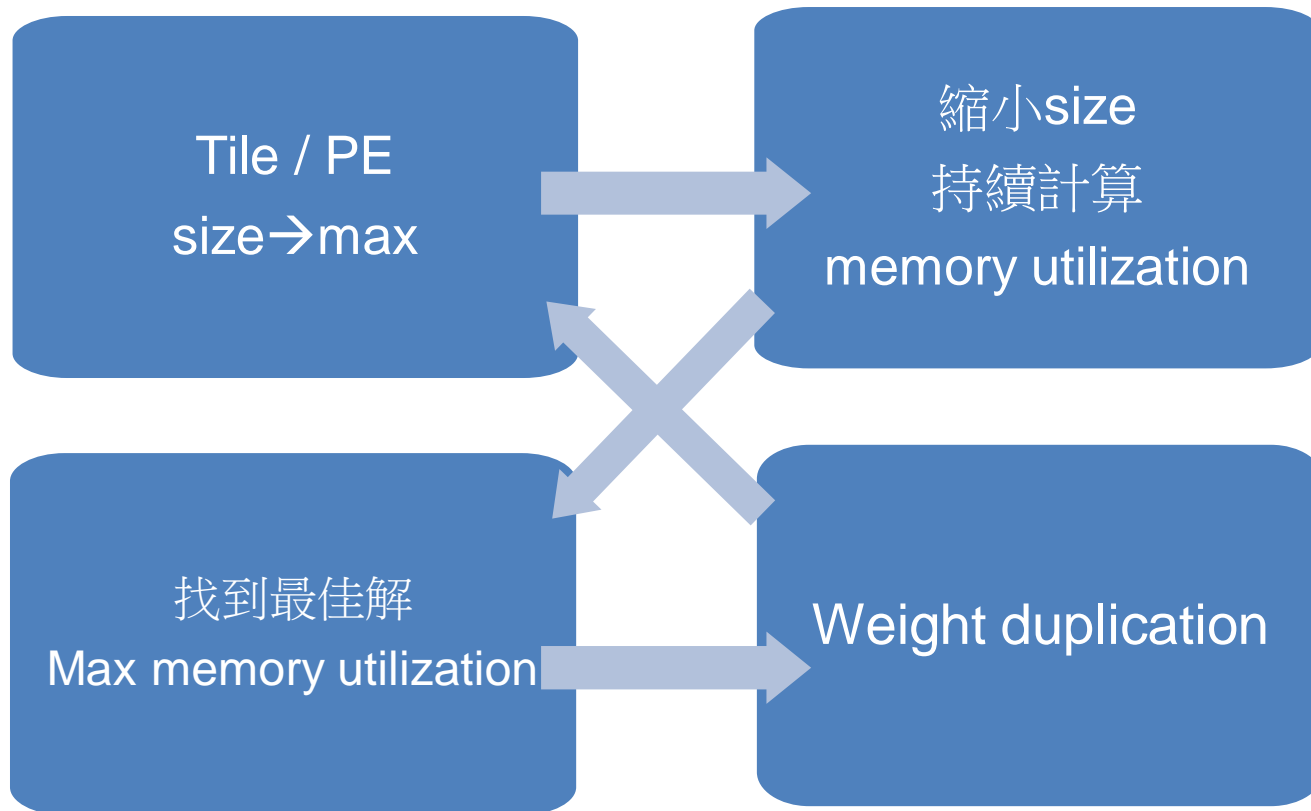 Tile / PE
size→max
縮小size
持續計算
memory utilization
找到最佳解
Max memory utilization
Weight duplication